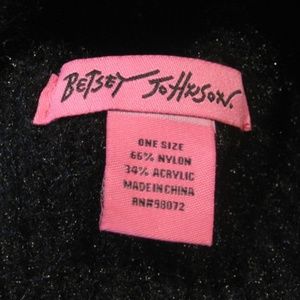 BETSEY JOHNSON.
ONE SIZE
66% NYLON
34% ACRYLIC
MADE IN CHINA
RN#98072